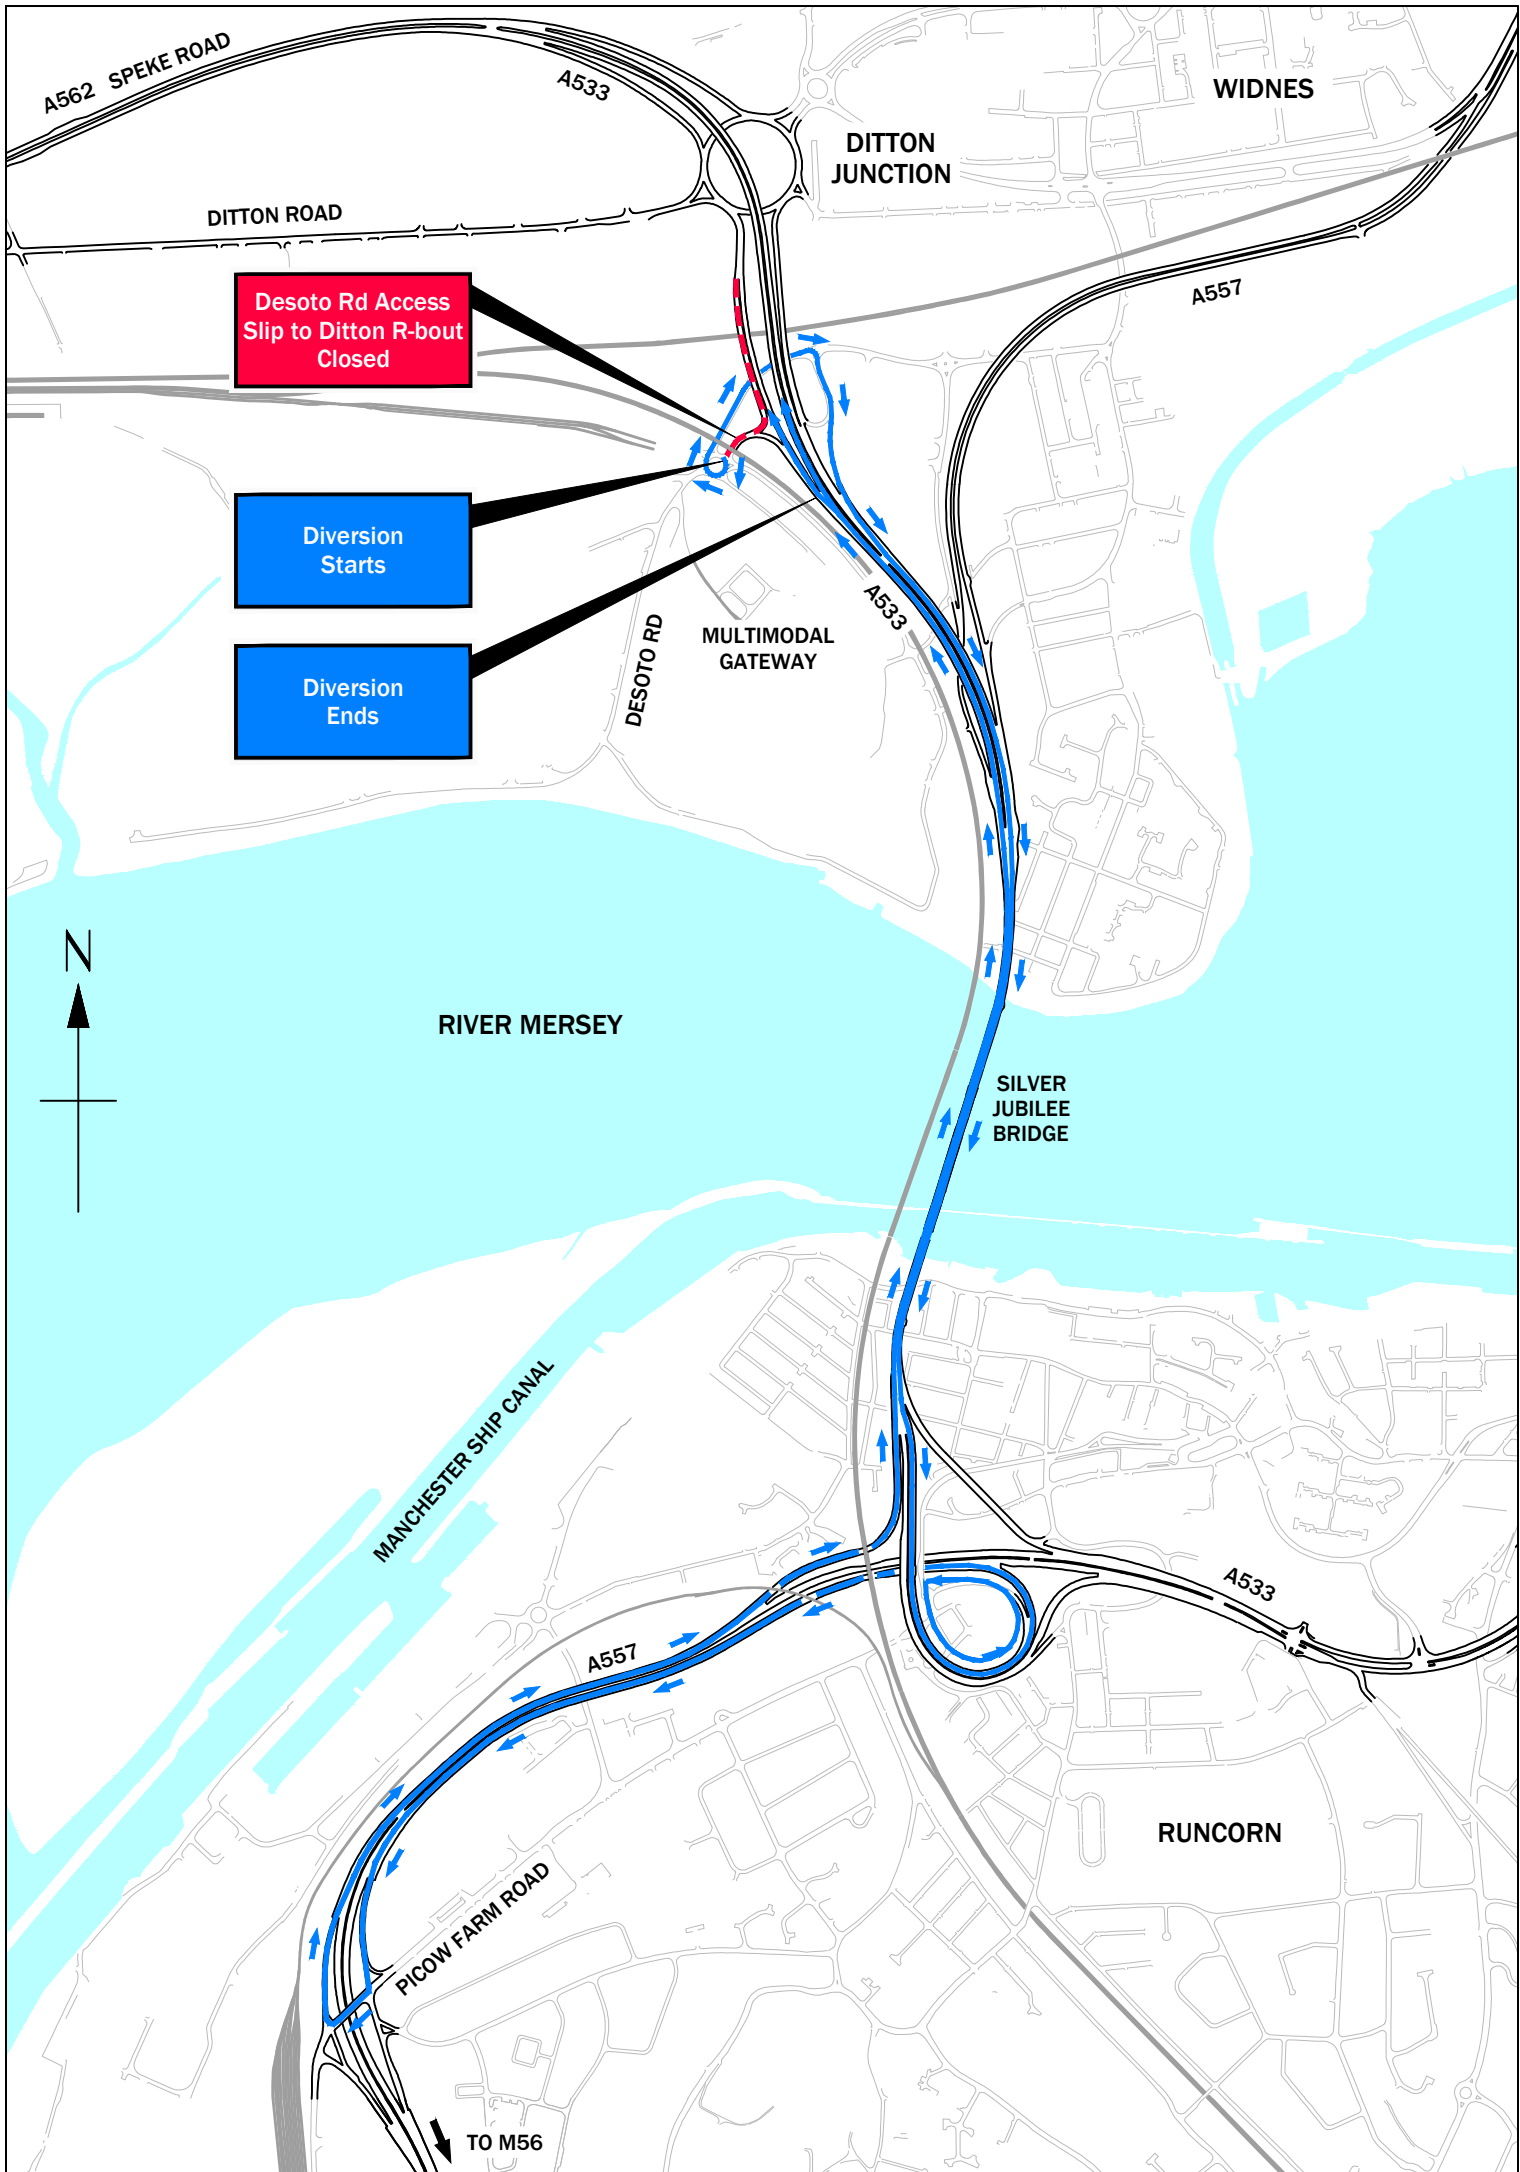 A562 SPEKE ROAD
A533
WIDNES
DITTON
JUNCTION
DITTON ROAD
Desoto Rd Access
Slip to Ditton R-bout
Closed
A557
Diversion
Starts
A533
MULTIMODAL
GATEWAY
DESOTO RD
Diversion
Ends
N
RIVER MERSEY
SILVER
JUBILEE
BRIDGE
MANCHESTER SHIP CANAL
A533
A557
RUNCORN
PICOW FARM ROAD
TO M56